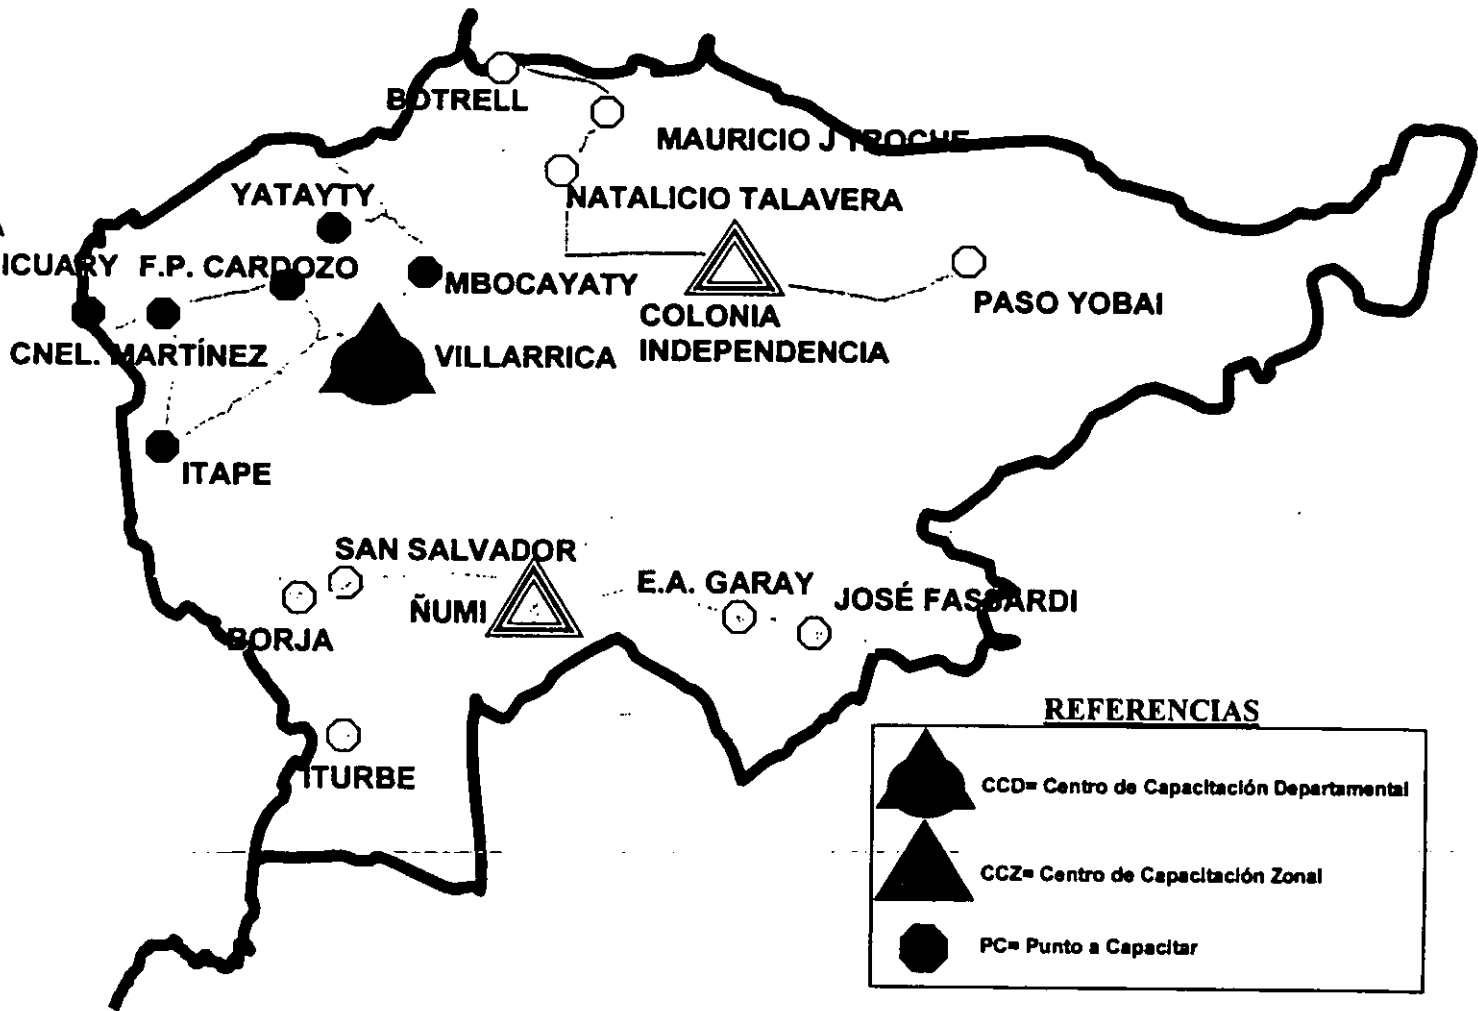 BOTRELL
MAURICIO J TROCHE
YATAYTY
NATALICIO TALAVERA
ICUARY
F.P. CARDOZO
MBOCAYATY
PASO YOBAI
COLONIA
INDEPENDENCIA
CNEL. MARTÍNEZ
VILLARRICA
ITAPE
SAN SALVADOR
E.A. GARAY
JOSÉ FASSARDI
ÑUMI
BORJA
ITURBE
REFERENCIAS
CCD= Centro de Capacitación Departamental
CCZ= Centro de Capacitación Zonal
PC= Punto a Capacitar